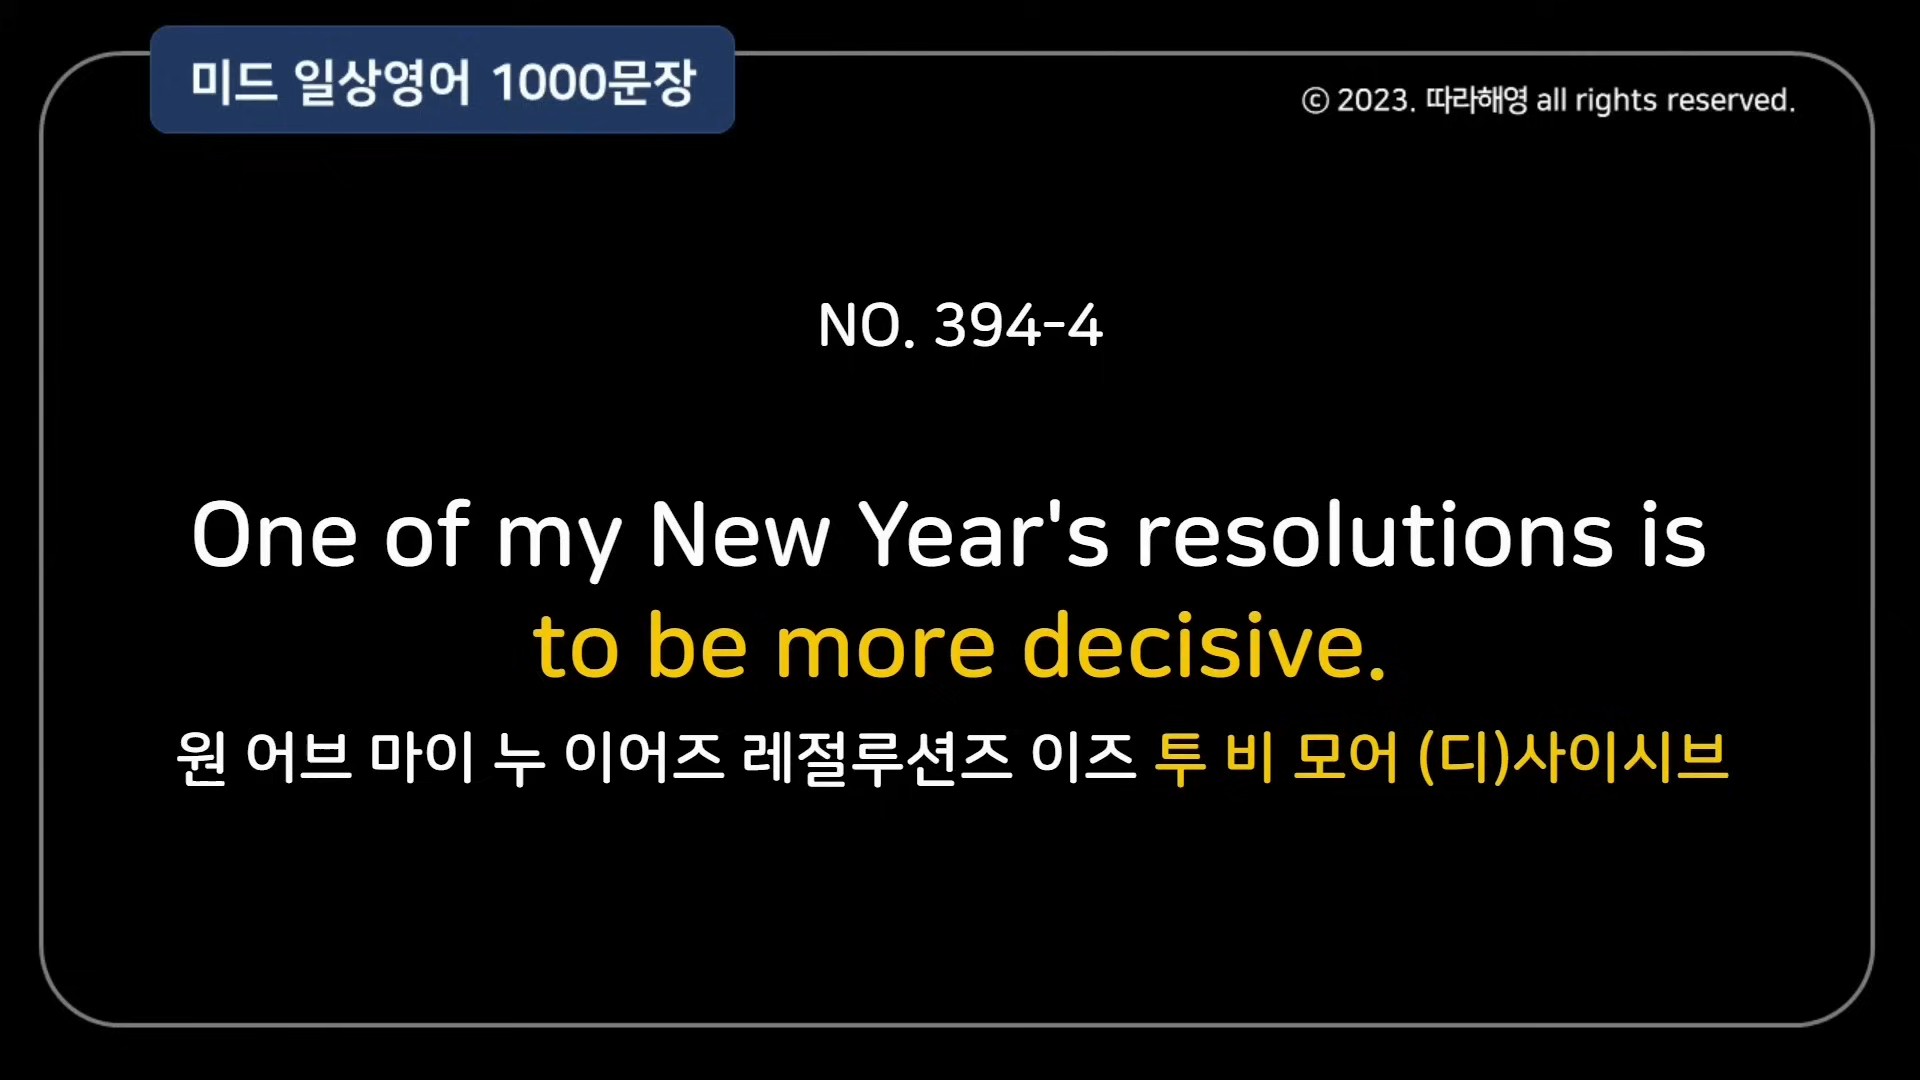 미드 일상영어 1000문장
ⓒ 2023. 따라해영 all rights reserved.
NO. 394-4
One of my New Year's resolutions is
to be more decisive.
원 어브 마이 누 이어즈 레절루션즈 이즈 투 비 모어 (디)사이시브